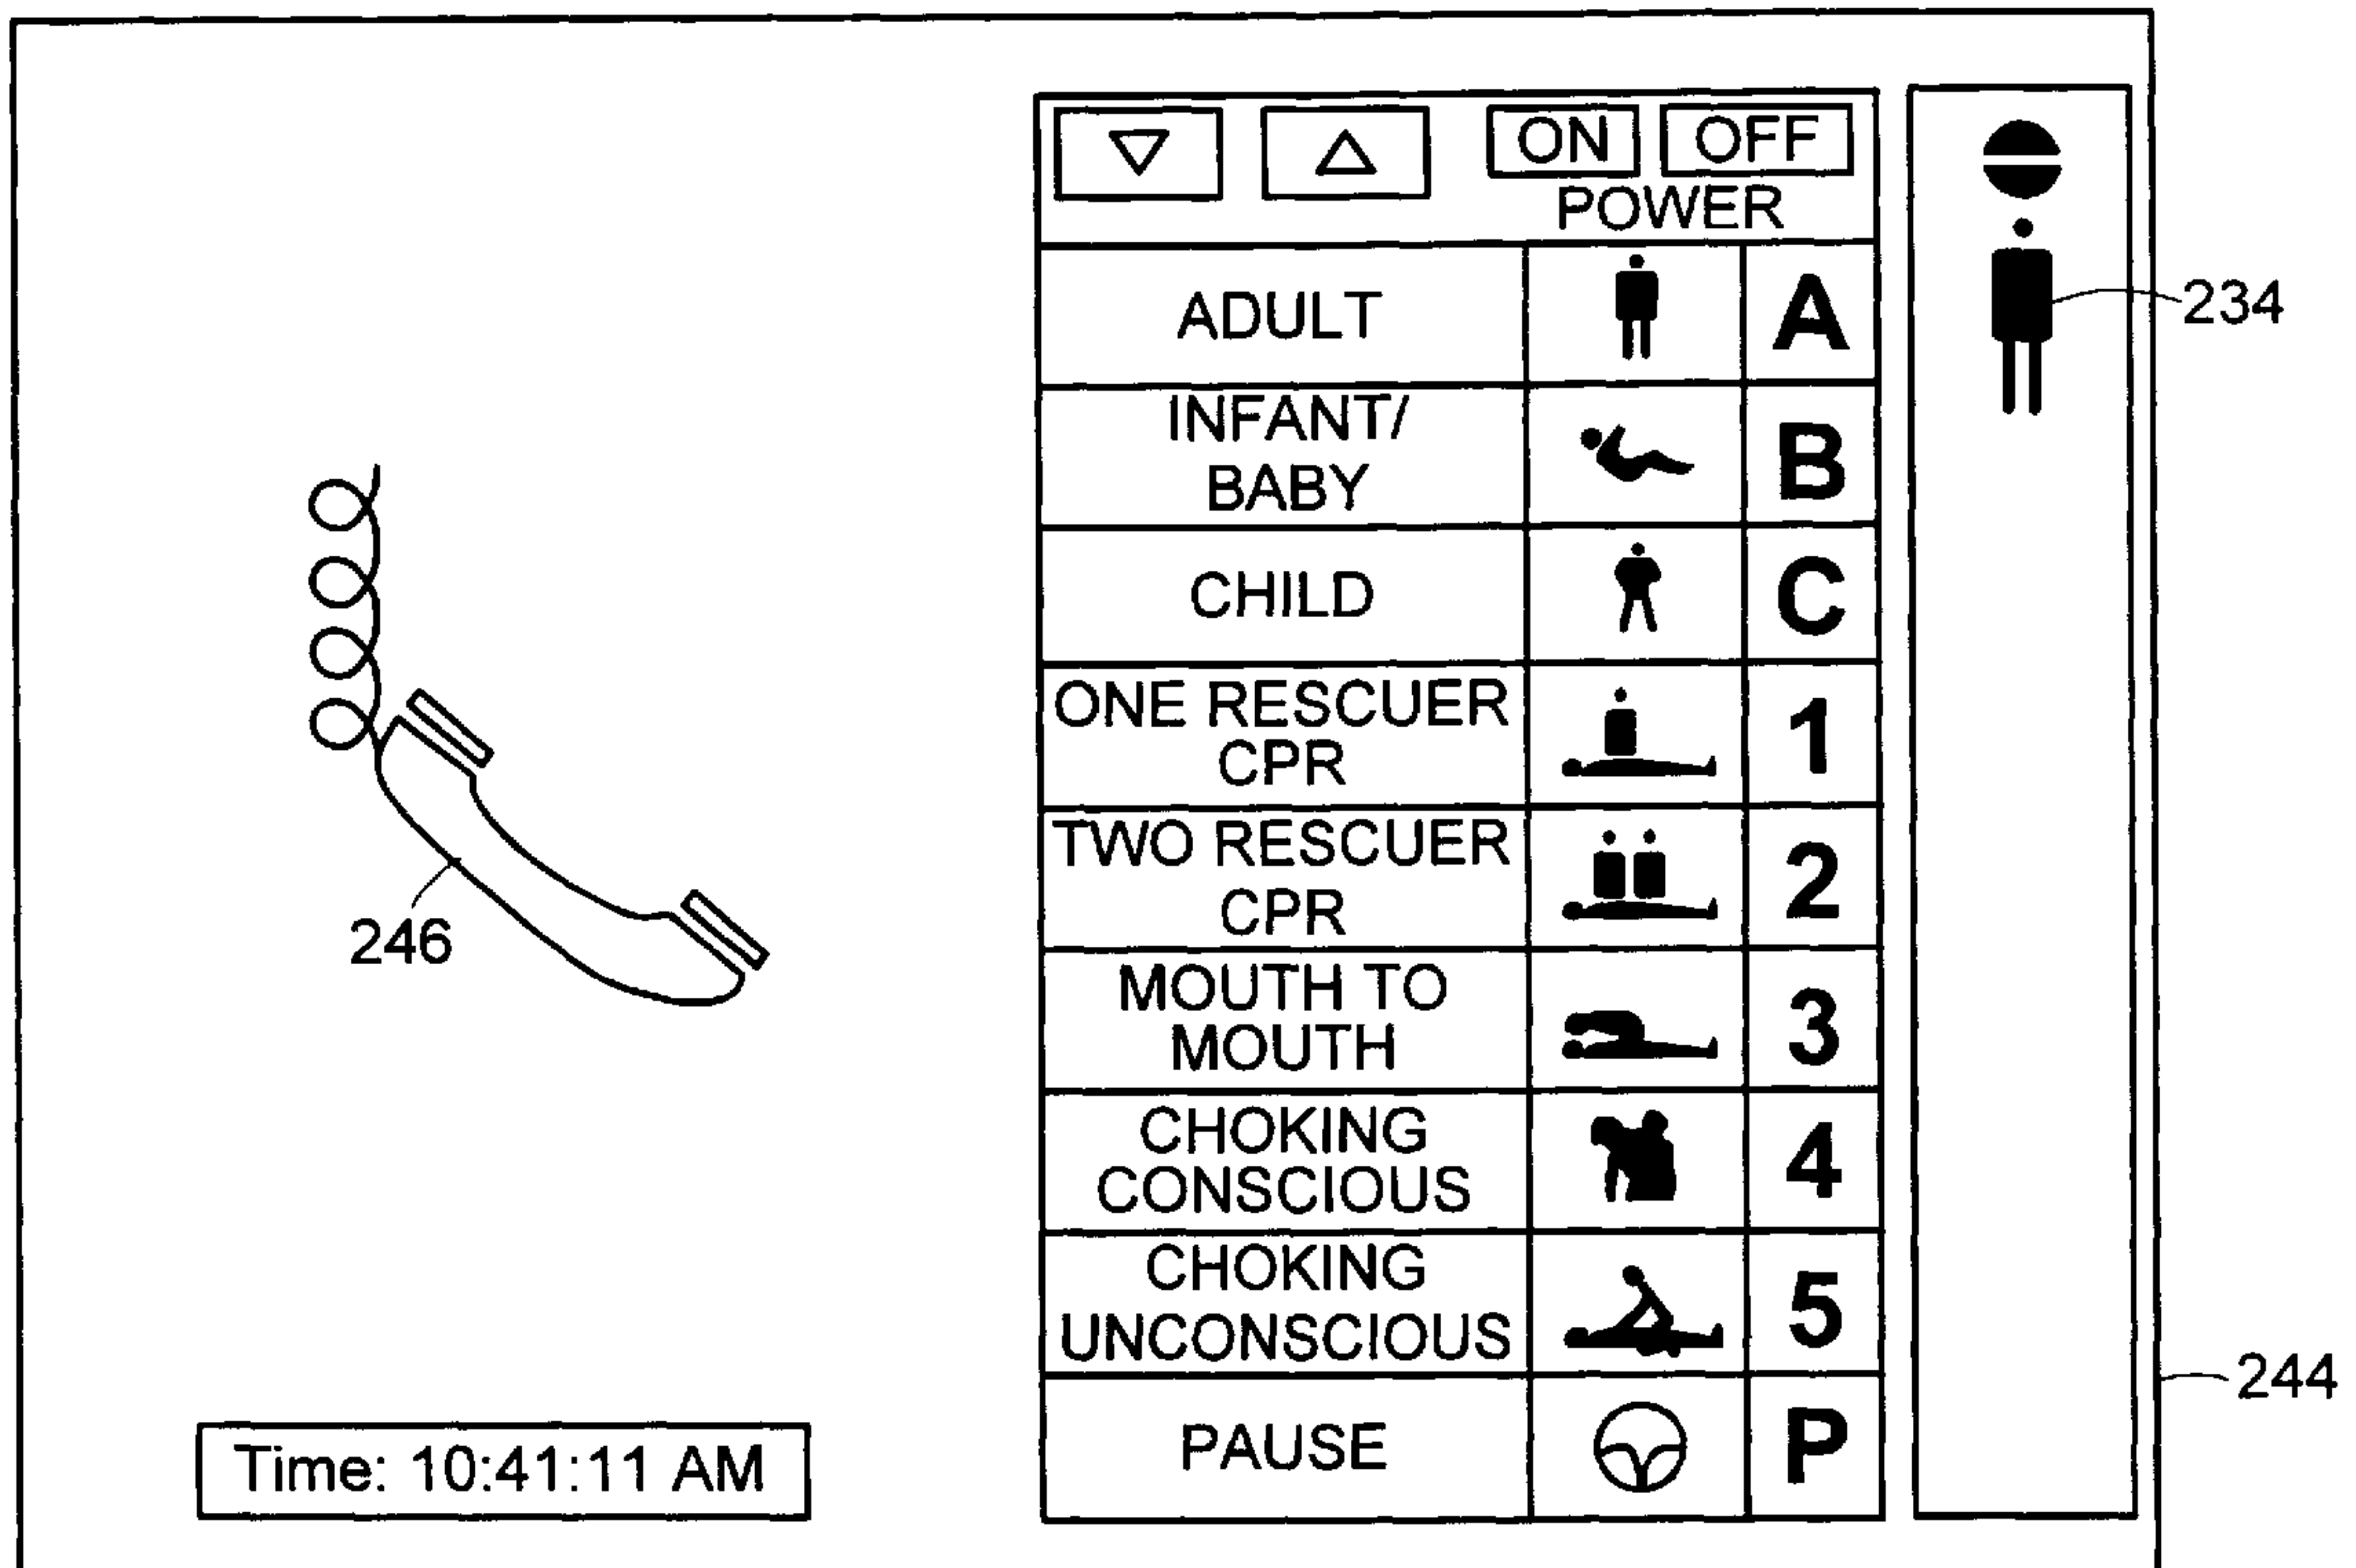 ON OFF
POWER
ADULT A
234
INFANT/
BABY B
CHILD C
ONE RESCUER
CPR 1
TWO RESCUER
CPR 2
246
MOUTH TO
MOUTH 3
CHOKING
CONSCIOUS 4
CHOKING
UNCONSCIOUS 5
244
PAUSE P
Time: 10:41:11 AM